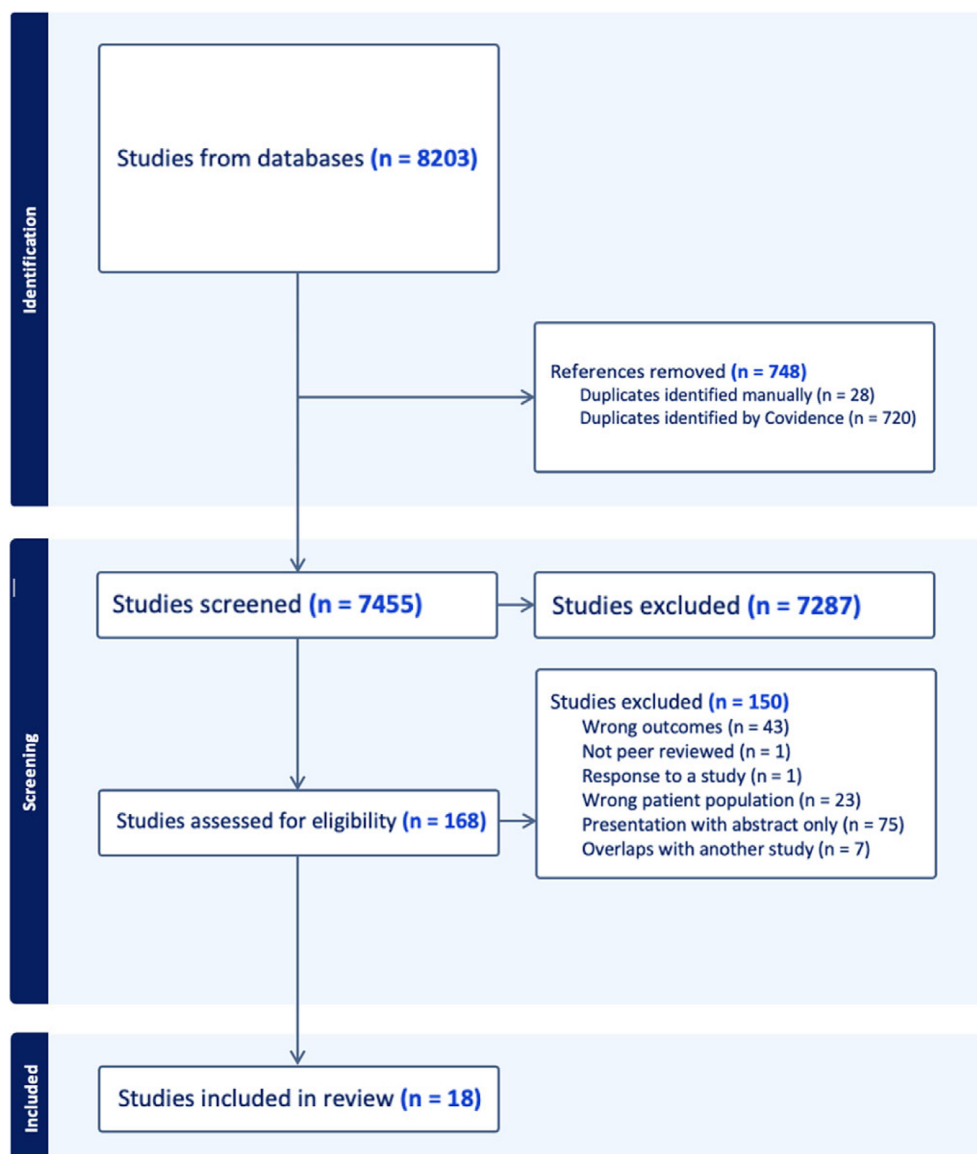 Identification
Studies from databases (n = 8203)
References removed (n = 748)
Duplicates identified manually (n = 28)
Duplicates identified by Covidence (n = 720)
Screening
Studies screened (n = 7455)
Studies excluded (n = 7287)
Studies assessed for eligibility (n = 168)
Studies excluded (n = 150)
Wrong outcomes (n = 43)
Not peer reviewed (n = 1)
Response to a study (n = 1)
Wrong patient population (n = 23)
Presentation with abstract only (n = 75)
Overlaps with another study (n = 7)
Included
Studies included in review (n = 18)